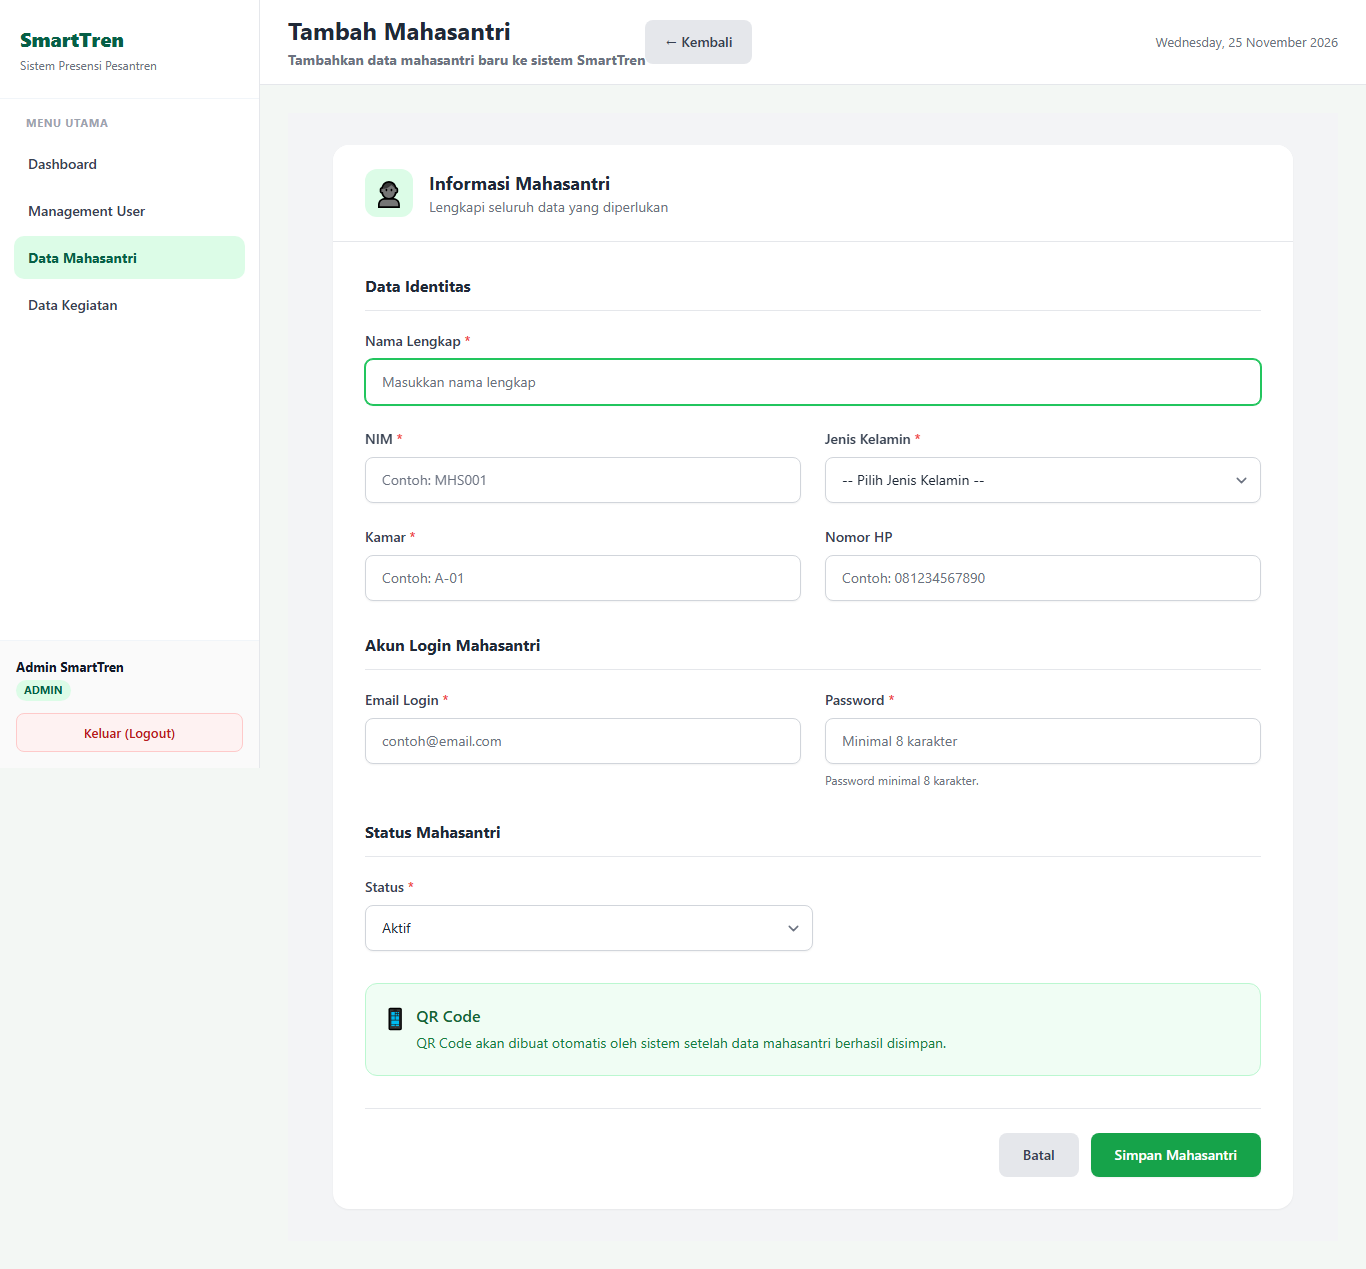 SmartTren
Sistem Presensi Pesantren
MENU UTAMA
Dashboard
Management User
Data Mahasantri
Data Kegiatan
Admin SmartTren
ADMIN
Keluar (Logout)
Tambah Mahasantri
Tambahkan data mahasantri baru ke sistem SmartTren
← Kembali
Wednesday, 25 November 2026
Informasi Mahasantri
Lengkapi seluruh data yang diperlukan
Data Identitas
Nama Lengkap *
Masukkan nama lengkap
NIM *
Contoh: MHS001
Jenis Kelamin *
-- Pilih Jenis Kelamin --
Kamar *
Contoh: A-01
Nomor HP
Contoh: 081234567890
Akun Login Mahasantri
Email Login *
contoh@email.com
Password *
Minimal 8 karakter
Password minimal 8 karakter.
Status Mahasantri
Status *
Aktif
QR Code
QR Code akan dibuat otomatis oleh sistem setelah data mahasantri berhasil disimpan.
Batal
Simpan Mahasantri